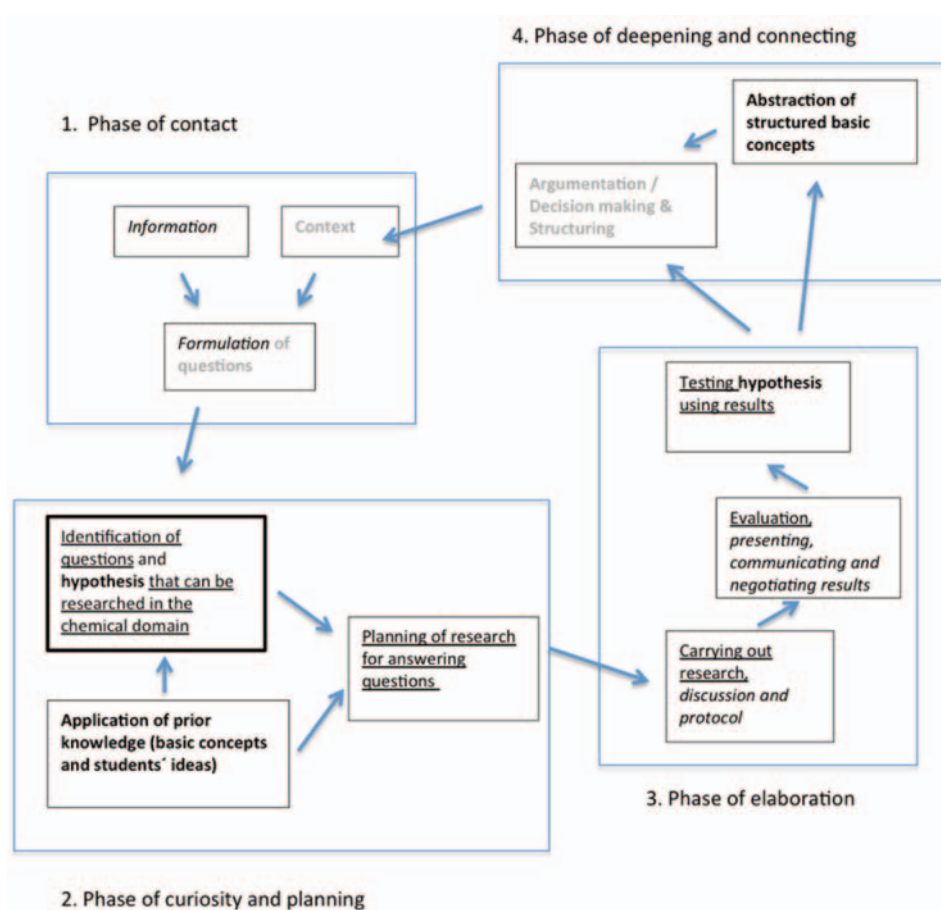 4. Phase of deepening and connecting
Abstraction of
structured basic
concepts
1. Phase of contact
Argumentation /
Decision making &
Structuring
Information
Context
Formulation of
questions
Testing hypothesis
using results
Identification of
questions and
hypothesis that can be
researched in the
chemical domain
Evaluation,
presenting,
communicating and
negotiating results
Planning of research
for answering
questions
Carrying out
research,
discussion and
protocol
Application of prior
knowledge (basic concepts
and students´ ideas)
3. Phase of elaboration
2. Phase of curiosity and planning